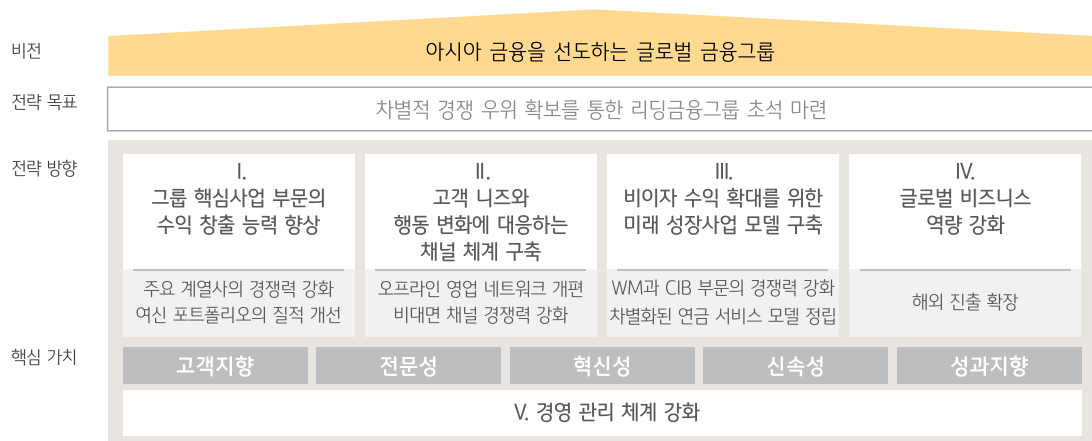 비전
아시아 금융을 선도하는 글로벌 금융그룹
전략 목표
차별적 경쟁 우위 확보를 통한 리딩금융그룹 초석 마련
전략 방향
I.
그룹 핵심사업 부문의
수익 창출 능력 향상
주요 계열사의 경쟁력 강화
여신 포트폴리오의 질적 개선
II.
고객 니즈와
행동 변화에 대응하는
채널 체계 구축
오프라인 영업 네트워크 개편
비대면 채널 경쟁력 강화
III.
비이자 수익 확대를 위한
미래 성장사업 모델 구축
WM과 CIB 부문의 경쟁력 강화
차별화된 연금 서비스 모델 정립
IV.
글로벌 비즈니스
역량 강화
해외 진출 확장
핵심 가치
고객지향
전문성
혁신성
신속성
성과지향
V. 경영 관리 체계 강화